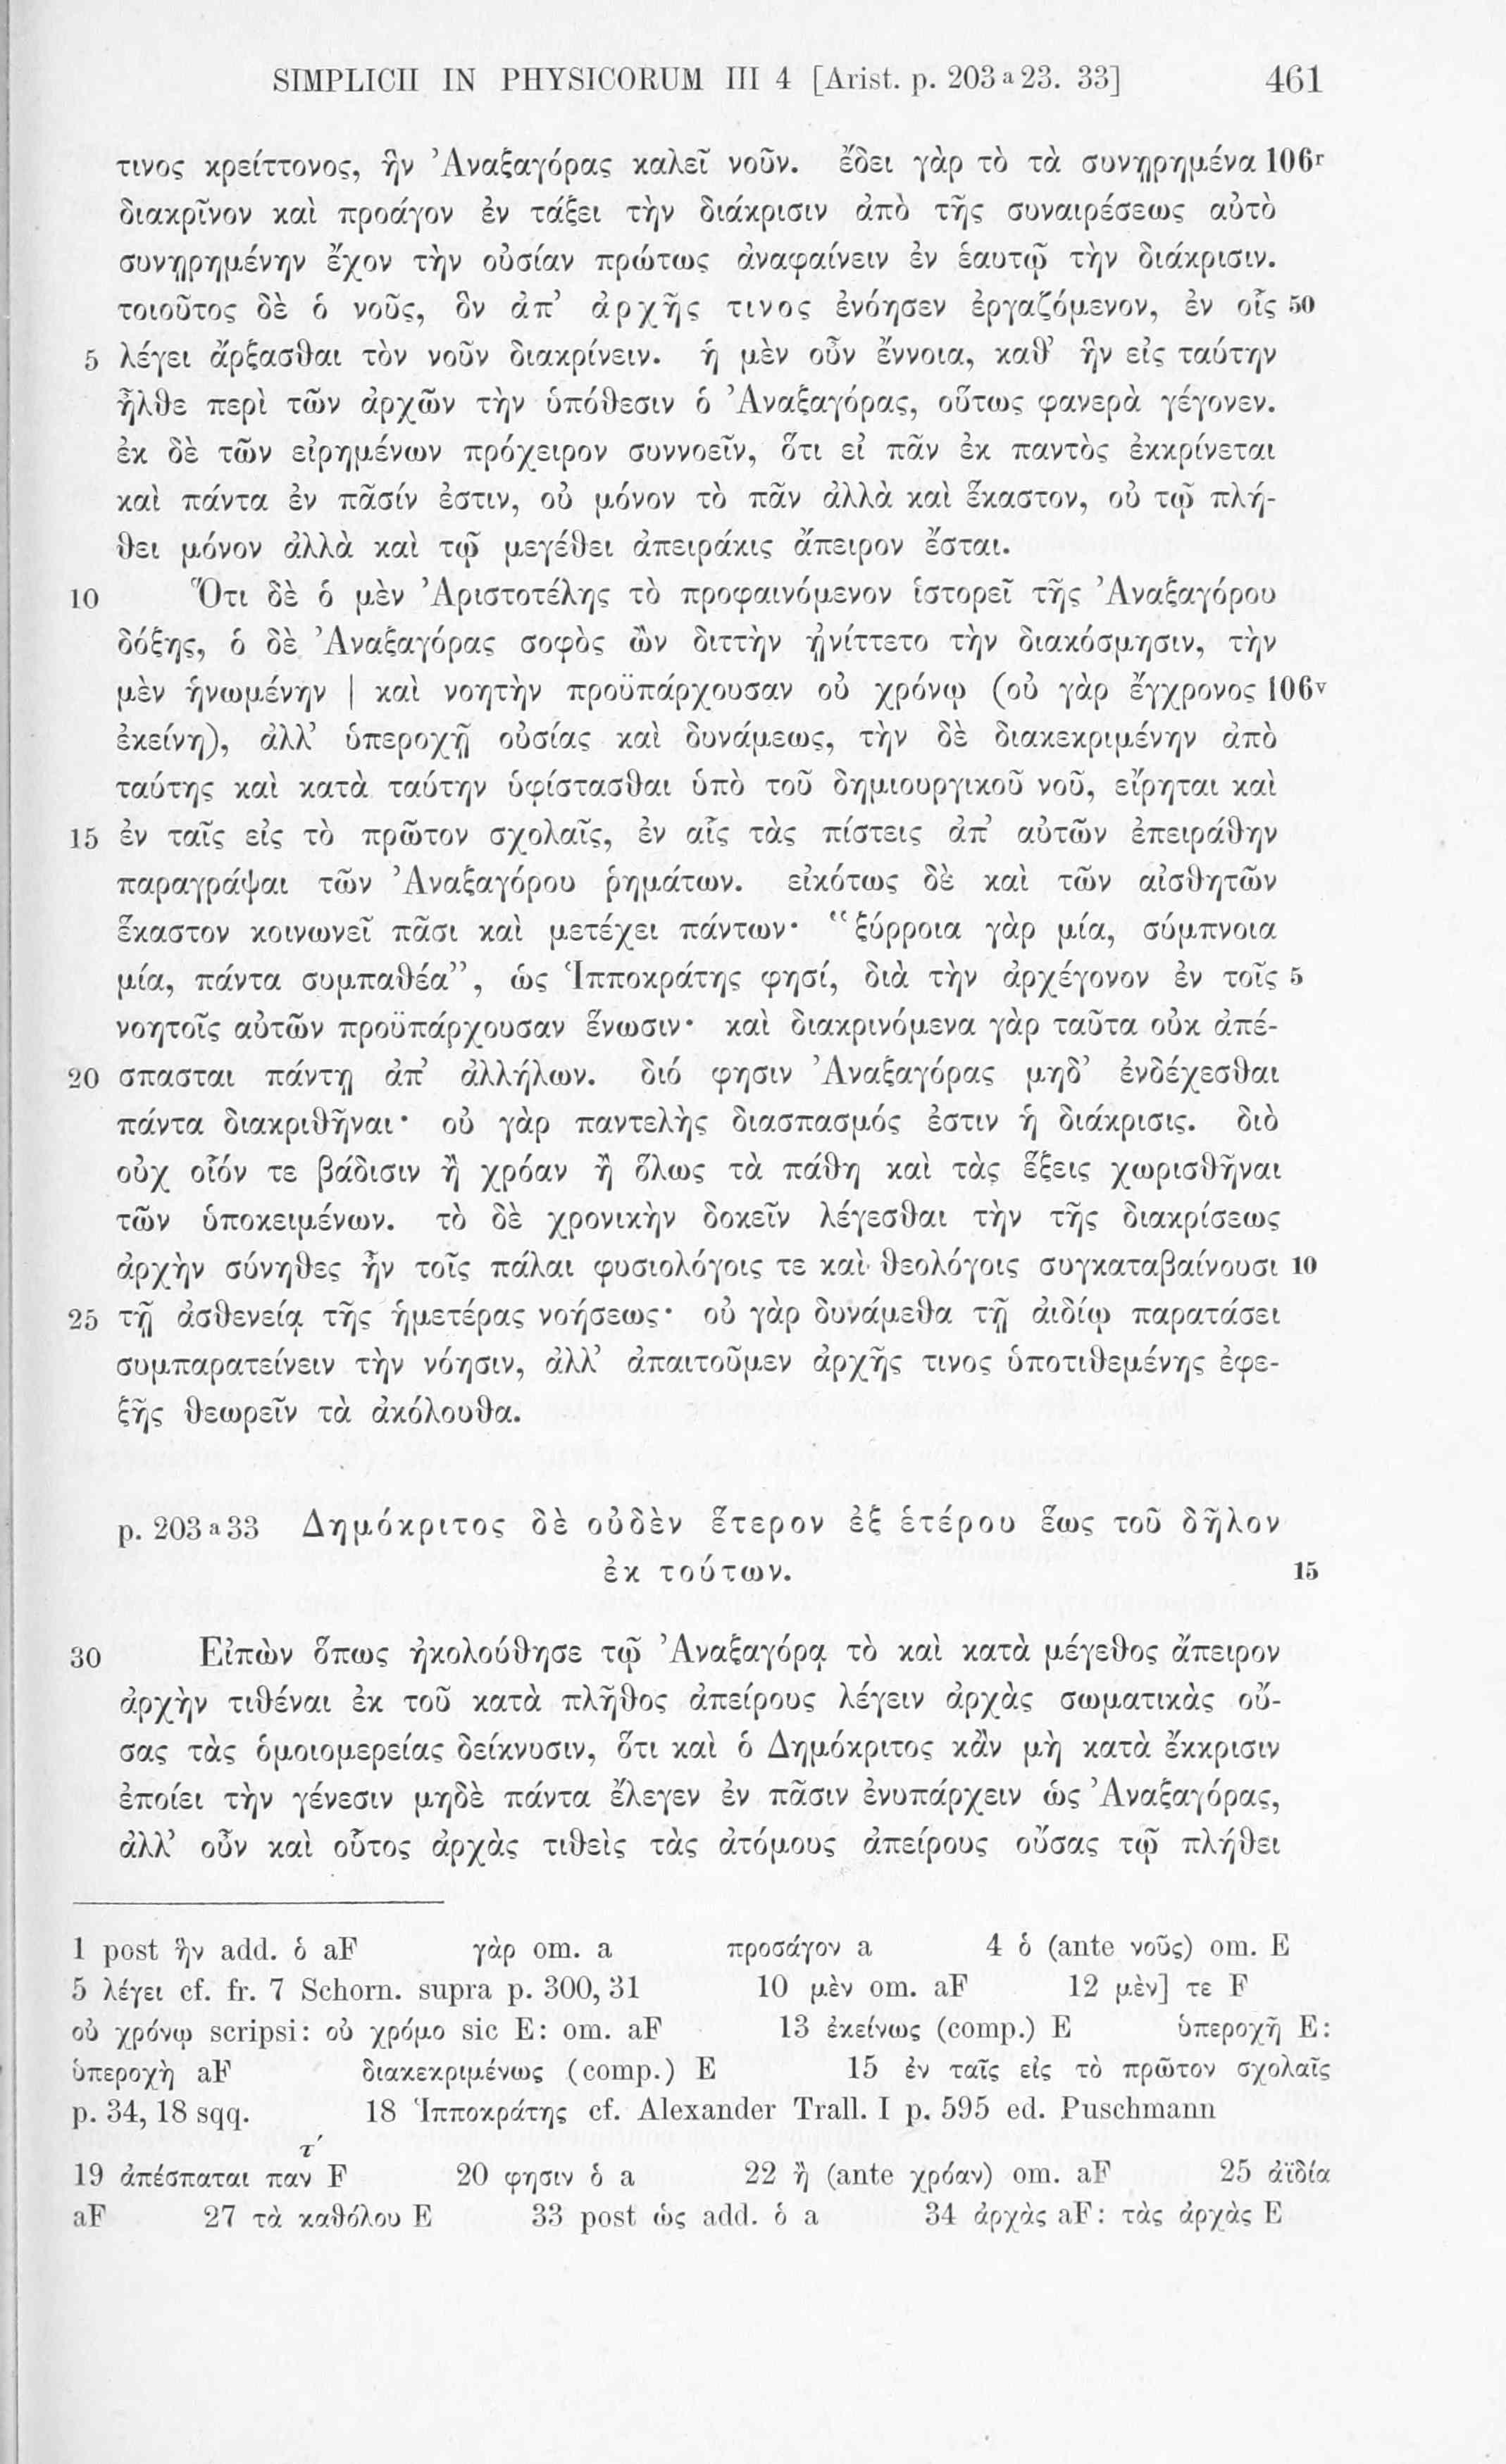 SIMPLICII IN PHYSICORUM III 4 [Arist. p. 203 a 23. 33] 461
τινος κρείττονος, ἣν Ἀναξαγόρας καλεῖ νοῦν. ἔδει γὰρ τὸ τὰ συνῃρημένα 106r
διακρῖνον καὶ προάγον ἐν τάξει τὴν διάκρισιν ἀπὸ τῆς συναιρέσεως αὐτὸ
συνῃρημένην ἔχον τὴν οὐσίαν πρώτως ἀναφαίνειν ἐν ἑαυτῷ τὴν διάκρισιν.
τοιοῦτος δὲ ὁ νοῦς, ὃν ἀπ’ ἀρχῆς τινος ἐνόησεν ἐργαζόμενον, ἐν οἷς 50
5 λέγει ἄρξασθαι τὸν νοῦν διακρίνειν. ἡ μὲν οὖν ἔννοια, καθ’ ἣν εἰς ταύτην
ἦλθε περὶ τῶν ἀρχῶν τὴν ὑπόθεσιν ὁ Ἀναξαγόρας, οὕτως φανερὰ γέγονεν.
ἐκ δὲ τῶν εἰρημένων πρόχειρον συννοεῖν, ὅτι εἰ πᾶν ἐκ παντὸς ἐκκρίνεται
καὶ πάντα ἐν πᾶσίν ἐστιν, οὐ μόνον τὸ πᾶν ἀλλὰ καὶ ἕκαστον, οὐ τῷ πλή-
θει μόνον ἀλλὰ καὶ τῷ μεγέθει ἀπειράκις ἄπειρον ἔσται.
10 Ὅτι δὲ ὁ μὲν Ἀριστοτέλης τὸ προφαινόμενον ἱστορεῖ τῆς Ἀναξαγόρου
δόξης, ὁ δὲ Ἀναξαγόρας σοφὸς ὢν διττὴν ᾐνίττετο τὴν διακόσμησιν, τὴν
μὲν ἡνωμένην | καὶ νοητὴν προϋπάρχουσαν οὐ χρόνῳ (οὐ γὰρ ἔγχρονος 106v
ἐκείνη), ἀλλ’ ὑπεροχῇ οὐσίας καὶ δυνάμεως, τὴν δὲ διακεκριμένην ἀπὸ
ταύτης καὶ κατὰ ταύτην ὑφίστασθαι ὑπὸ τοῦ δημιουργικοῦ νοῦ, εἴρηται καὶ
15 ἐν ταῖς εἰς τὸ πρῶτον σχολαῖς, ἐν αἷς τὰς πίστεις ἀπ’ αὐτῶν ἐπειράθην
παραγράψαι τῶν Ἀναξαγόρου ῥημάτων. εἰκότως δὲ καὶ τῶν αἰσθητῶν
ἕκαστον κοινωνεῖ πᾶσι καὶ μετέχει πάντων· “ξύρροια γὰρ μία, σύμπνοια
μία, πάντα συμπαθέα”, ὡς Ἱπποκράτης φησί, διὰ τὴν ἀρχέγονον ἐν τοῖς 5
νοητοῖς αὐτῶν προϋπάρχουσαν ἕνωσιν· καὶ διακρινόμενα γὰρ ταῦτα οὐκ ἀπέ-
20 σπασται πάντῃ ἀπ’ ἀλλήλων. διό φησιν Ἀναξαγόρας μηδ’ ἐνδέχεσθαι
πάντα διακριθῆναι· οὐ γὰρ παντελὴς διασπασμός ἐστιν ἡ διάκρισις. διὸ
οὐχ οἷόν τε βάδισιν ἢ χρόαν ἢ ὅλως τὰ πάθη καὶ τὰς ἕξεις χωρισθῆναι
τῶν ὑποκειμένων. τὸ δὲ χρονικὴν δοκεῖν λέγεσθαι τὴν τῆς διακρίσεως
ἀρχὴν σύνηθες ἦν τοῖς πάλαι φυσιολόγοις τε καὶ θεολόγοις συγκαταβαίνουσι 10
25 τῇ ἀσθενείᾳ τῆς ἡμετέρας νοήσεως· οὐ γὰρ δυνάμεθα τῇ ἀιδίῳ παρατάσει
συμπαρατείνειν τὴν νόησιν, ἀλλ’ ἀπαιτοῦμεν ἀρχῆς τινος ὑποτιθεμένης ἐφε-
ξῆς θεωρεῖν τὰ ἀκόλουθα.
p. 203 a 33 Δημόκριτος δὲ οὐδὲν ἕτερον ἐξ ἑτέρου ἕως τοῦ δῆλον
ἐκ τούτων. 15
30 Εἰπὼν ὅπως ἠκολούθησε τῷ Ἀναξαγόρᾳ τὸ καὶ κατὰ μέγεθος ἄπειρον
ἀρχὴν τιθέναι ἐκ τοῦ κατὰ πλῆθος ἀπείρους λέγειν ἀρχὰς σωματικὰς οὔ-
σας τὰς ὁμοιομερείας δείκνυσιν, ὅτι καὶ ὁ Δημόκριτος κἂν μὴ κατὰ ἔκκρισιν
ἐποίει τὴν γένεσιν μηδὲ πάντα ἔλεγεν ἐν πᾶσιν ἐνυπάρχειν ὡς Ἀναξαγόρας,
ἀλλ’ οὖν καὶ οὗτος ἀρχὰς τιθεὶς τὰς ἀτόμους ἀπείρους οὔσας τῷ πλήθει
1 post ἣν add. ὁ aF γὰρ om. a προσάγον a 4 ὁ (ante νοῦς) om. E
5 λέγει cf. fr. 7 Schorn. supra p. 300, 31 10 μὲν om. aF 12 μὲν] τε F
οὐ χρόνῳ scripsi: οὐ χρόμο sic E: om. aF 13 ἐκείνως (comp.) E ὑπεροχῇ E:
ὑπεροχὴ aF διακεκριμένως (comp.) E 15 ἐν ταῖς εἰς τὸ πρῶτον σχολαῖς
p. 34, 18 sqq. 18 Ἱπποκράτης cf. Alexander Trall. I p. 595 ed. Puschmann
τ´
19 ἀπέσπαται παν F 20 φησιν ὁ a 22 ἢ (ante χρόαν) om. aF 25 ἀϊδία
aF 27 τὰ καθόλου E 33 post ὡς add. ὁ a 34 ἀρχὰς aF: τὰς ἀρχὰς E